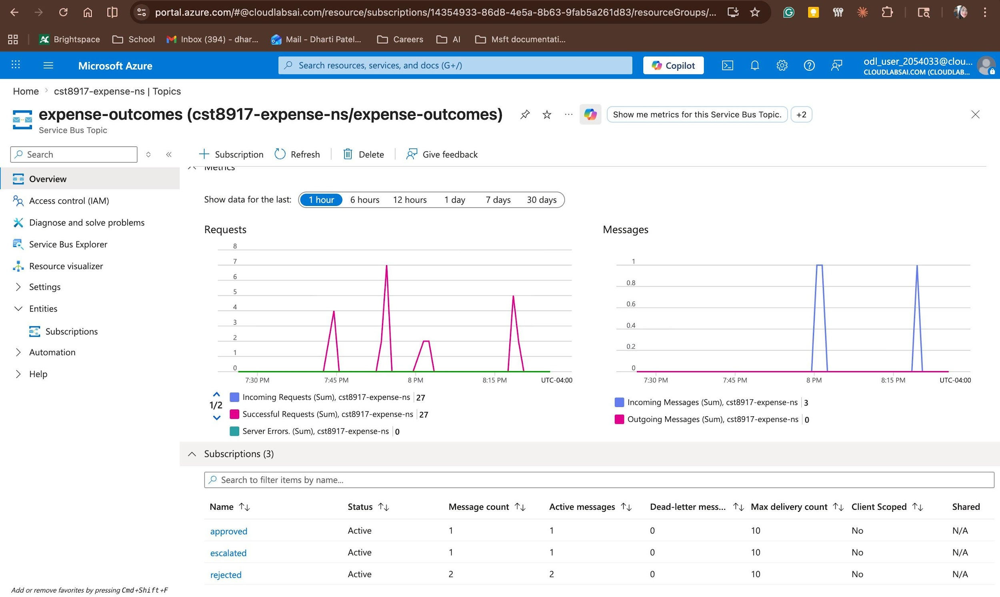 portal.azure.com/#@cloudlabsai.com/resource/subscriptions/14354933-86d8-4e5a-8b63-9fab5a261d83/resourceGroups/...
Brightspace School Inbox (394) - dhar... Mail - Dharti Patel... Careers AI Msft documentati...
Microsoft Azure Search resources, services, and docs (G+/) Copilot odl_user_2054033@clou...
CLOUDLABSAI.COM (CLOUDLAB...
Home cst8917-expense-ns | Topics
expense-outcomes (cst8917-expense-ns/expense-outcomes) Show me metrics for this Service Bus Topic. +2
Service Bus Topic
Search
Subscription Refresh Delete Give feedback
Overview
Access control (IAM)
Diagnose and solve problems
Service Bus Explorer
Resource visualizer
Settings
Entities
Subscriptions
Automation
Help
Metrics
Show data for the last: 1 hour 6 hours 12 hours 1 day 7 days 30 days
Requests
8
7
6
5
4
3
2
1
0
7:30 PM 7:45 PM 8 PM 8:15 PM UTC-04:00
1/2
Incoming Requests (Sum), cst8917-expense-ns 27
Successful Requests (Sum), cst8917-expense-ns 27
Server Errors. (Sum), cst8917-expense-ns 0
Messages
1
0.8
0.6
0.4
0.2
0
7:30 PM 7:45 PM 8 PM 8:15 PM UTC-04:00
Incoming Messages (Sum), cst8917-expense-ns 3
Outgoing Messages (Sum), cst8917-expense-ns 0
Subscriptions (3)
Search to filter items by name...
Name Status Message count Active messages Dead-letter mess... Max delivery count Client Scoped Shared
approved Active 1 1 0 10 No N/A
escalated Active 1 1 0 10 No N/A
rejected Active 2 2 0 10 No N/A
Add or remove favorites by pressing Cmd+Shift+F